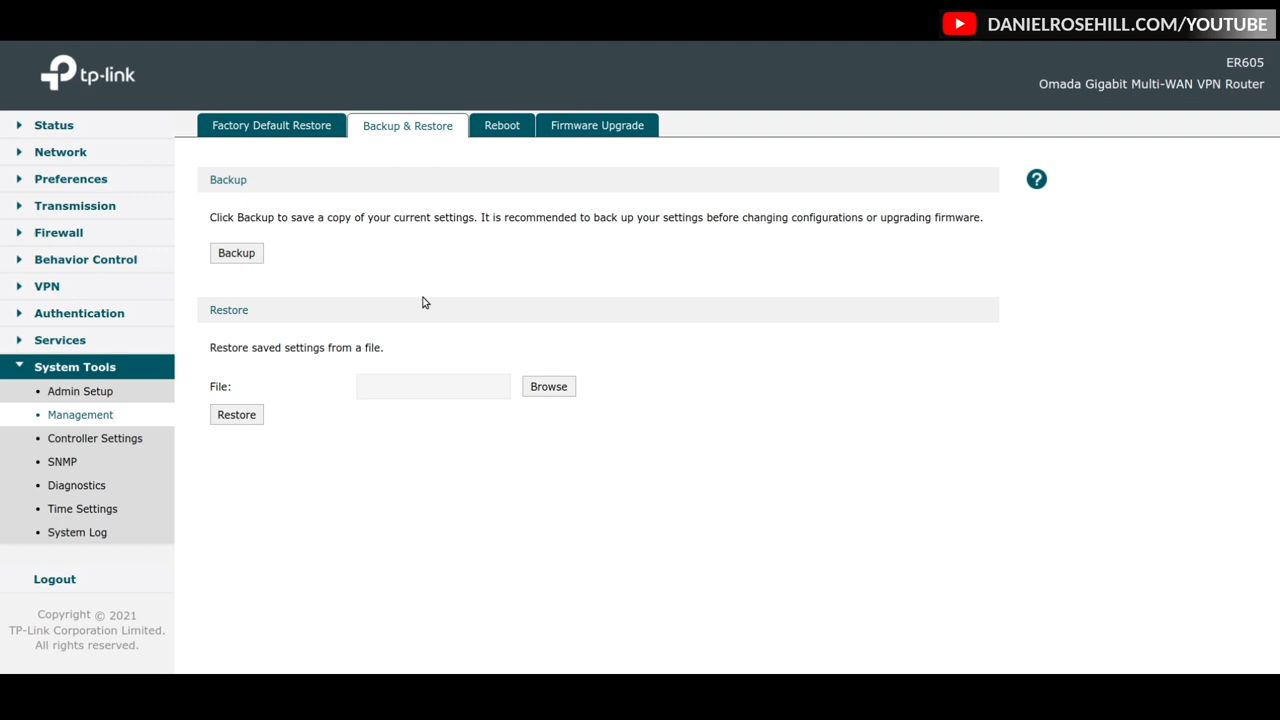 DANIELROSEHILL.COM/YOUTUBE
tp-link
ER605
Omada Gigabit Multi-WAN VPN Router
Status
Network
Preferences
Transmission
Firewall
Behavior Control
VPN
Authentication
Services
System Tools
• Admin Setup
• Management
• Controller Settings
• SNMP
• Diagnostics
• Time Settings
• System Log
Logout
Copyright © 2021
TP-Link Corporation Limited.
All rights reserved.
Factory Default Restore Backup & Restore Reboot Firmware Upgrade
Backup
?
Click Backup to save a copy of your current settings. It is recommended to back up your settings before changing configurations or upgrading firmware.
Backup
Restore
Restore saved settings from a file.
File: Browse
Restore